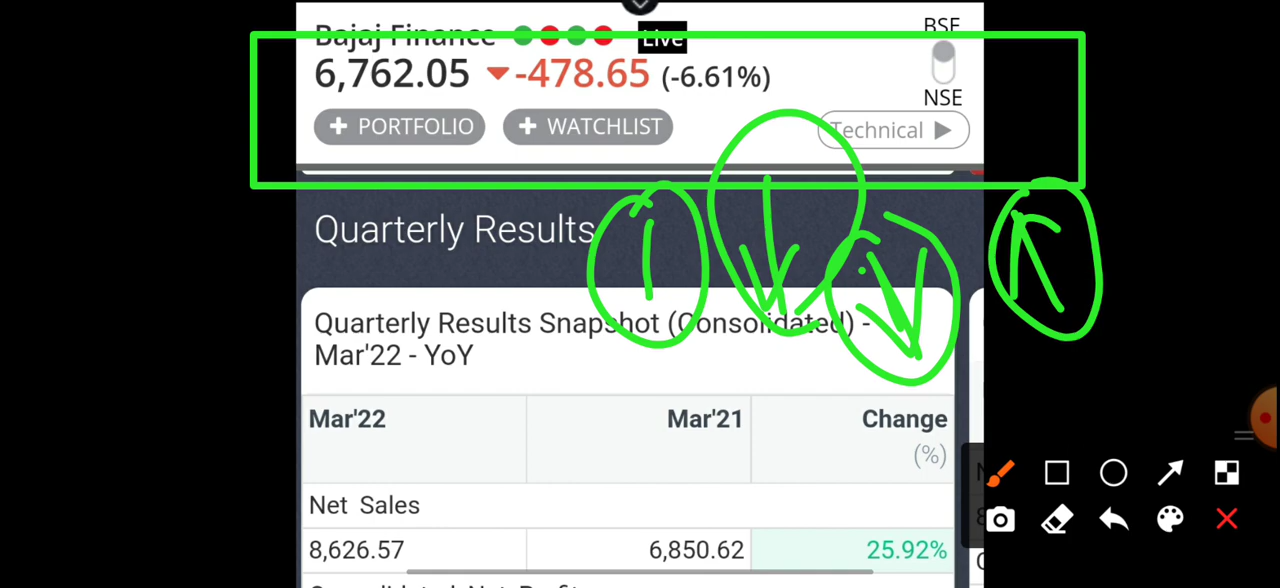 Bajaj Finance Live
BSE
6,762.05 -478.65 (-6.61%)
NSE
+ PORTFOLIO + WATCHLIST Technical
Quarterly Results
Quarterly Results Snapshot (Consolidated) -
Mar'22 - YoY
Mar'22 Mar'21 Change
(%)
Net Sales
8,626.57 6,850.62 25.92%